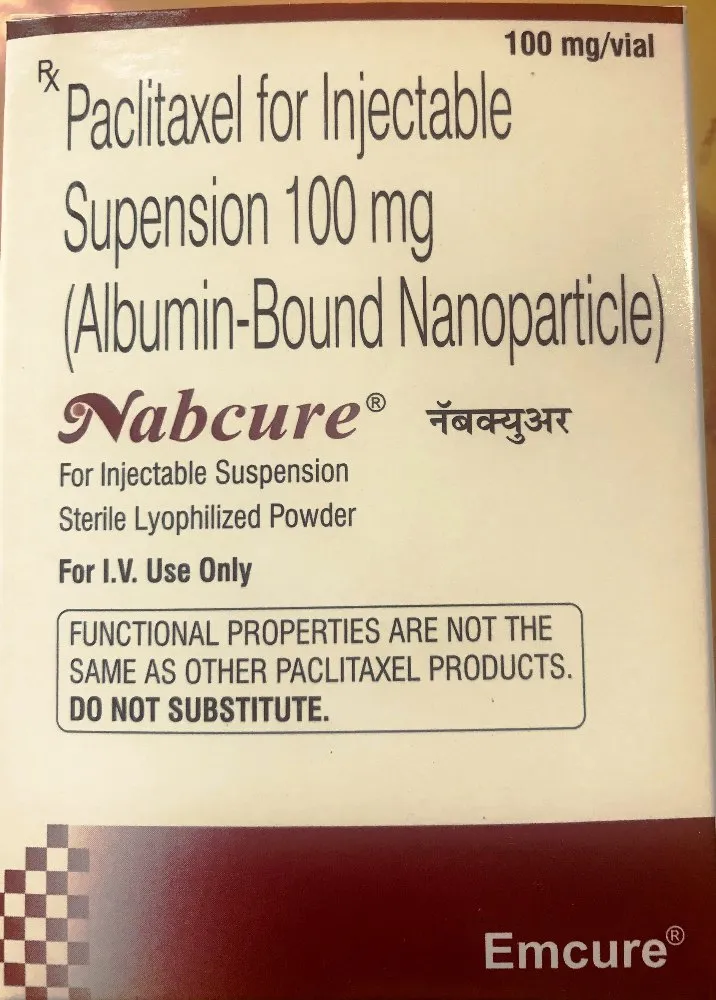 100 mg/vial
Rx Paclitaxel for Injectable
Supension 100 mg
(Albumin-Bound Nanoparticle)
Nabcure® नॅबक्युअर
For Injectable Suspension
Sterile Lyophilized Powder
For I.V. Use Only
FUNCTIONAL PROPERTIES ARE NOT THE
SAME AS OTHER PACLITAXEL PRODUCTS.
DO NOT SUBSTITUTE.
Emcure®